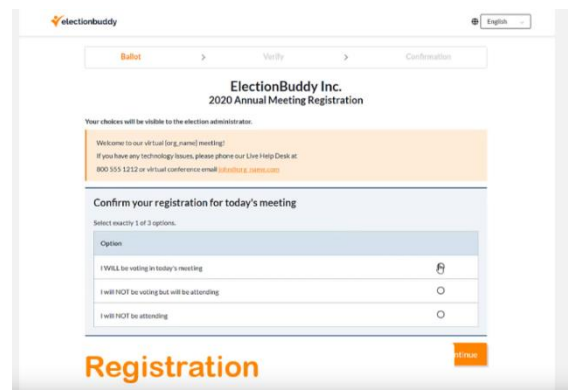 electionbuddy
English
Ballot > Verify > Confirmation
ElectionBuddy Inc.
2020 Annual Meeting Registration
Your choices will be visible to the election administrator.
Welcome to our virtual [org_name] meeting!
If you have any technology issues, please phone our Live Help Desk at
800 555 1212 or virtual conference email
Confirm your registration for today's meeting
Select exactly 1 of 3 options.
Option
I WILL be voting in today's meeting
I will NOT be voting but will be attending
I will NOT be attending
ntinue
Registration